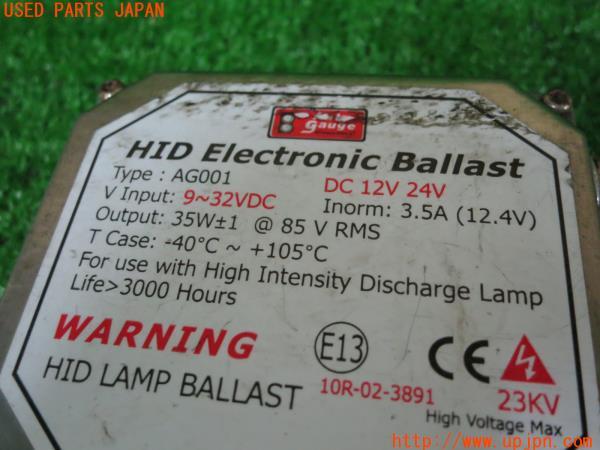 USED PARTS JAPAN
gauge
HID Electronic Ballast
Type : AG001 DC 12V 24V
V Input: 9~32VDC Inorm: 3.5A (12.4V)
Output: 35W±1 @ 85 V RMS
T Case: -40°C ~ +105°C
For use with High Intensity Discharge Lamp
Life>3000 Hours
WARNING
HID LAMP BALLAST
E13
10R-02-3891
CE
23KV
High Voltage Max
http://www-upjpn.com/